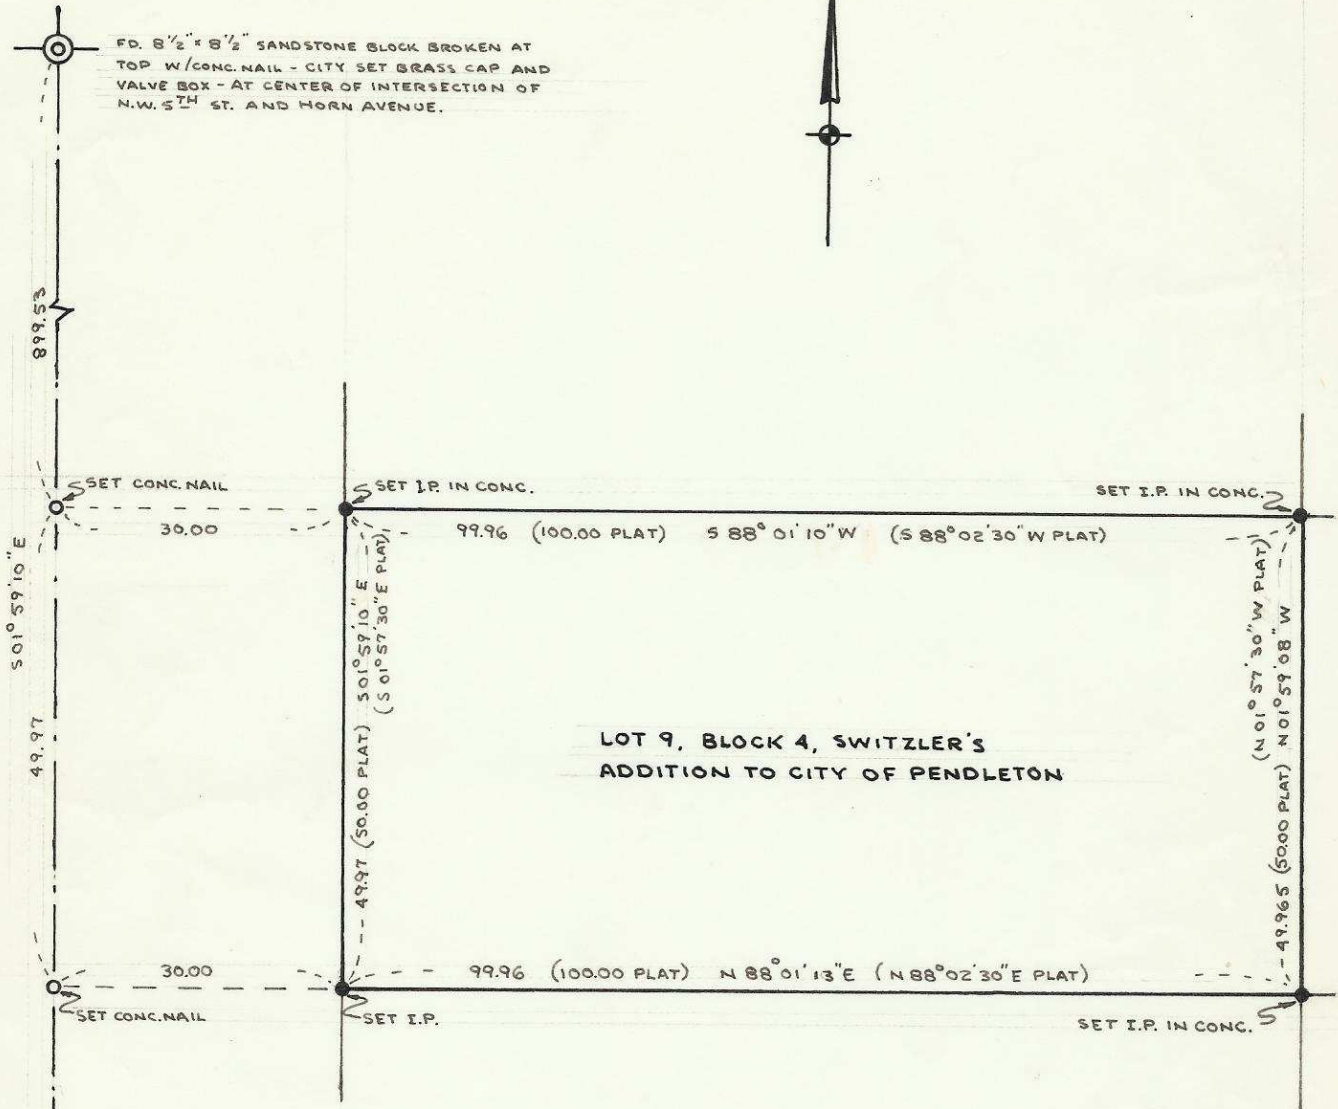 FD. 8 1/2" x 8 1/2" SANDSTONE BLOCK BROKEN AT
TOP W/CONC. NAIL - CITY SET BRASS CAP AND
VALVE BOX - AT CENTER OF INTERSECTION OF
N.W. 5TH ST. AND HORN AVENUE.
899.53
SET CONC. NAIL
SET I.P. IN CONC.
SET I.P. IN CONC.
30.00
99.96 (100.00 PLAT) S 88° 01' 10" W (S 88° 02' 30" W PLAT)
S 01° 59' 10" E
49.97
49.97 (50.00 PLAT) S 01° 59' 10" E
(S 01° 57' 30" E PLAT)
(N 01° 57' 30" W PLAT)
49.965 (50.00 PLAT) N 01° 59' 08" W
LOT 9, BLOCK 4, SWITZLER'S
ADDITION TO CITY OF PENDLETON
30.00
99.96 (100.00 PLAT) N 88° 01' 13" E (N 88° 02' 30" E PLAT)
SET CONC. NAIL
SET I.P.
SET I.P. IN CONC.